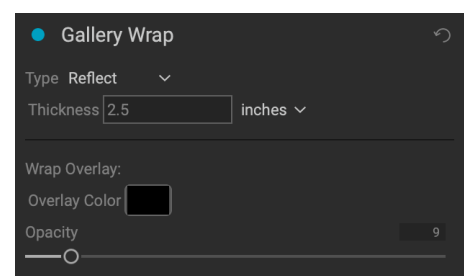 Gallery Wrap
Type Reflect
Thickness 2.5 inches
Wrap Overlay:
Overlay Color
Opacity 9